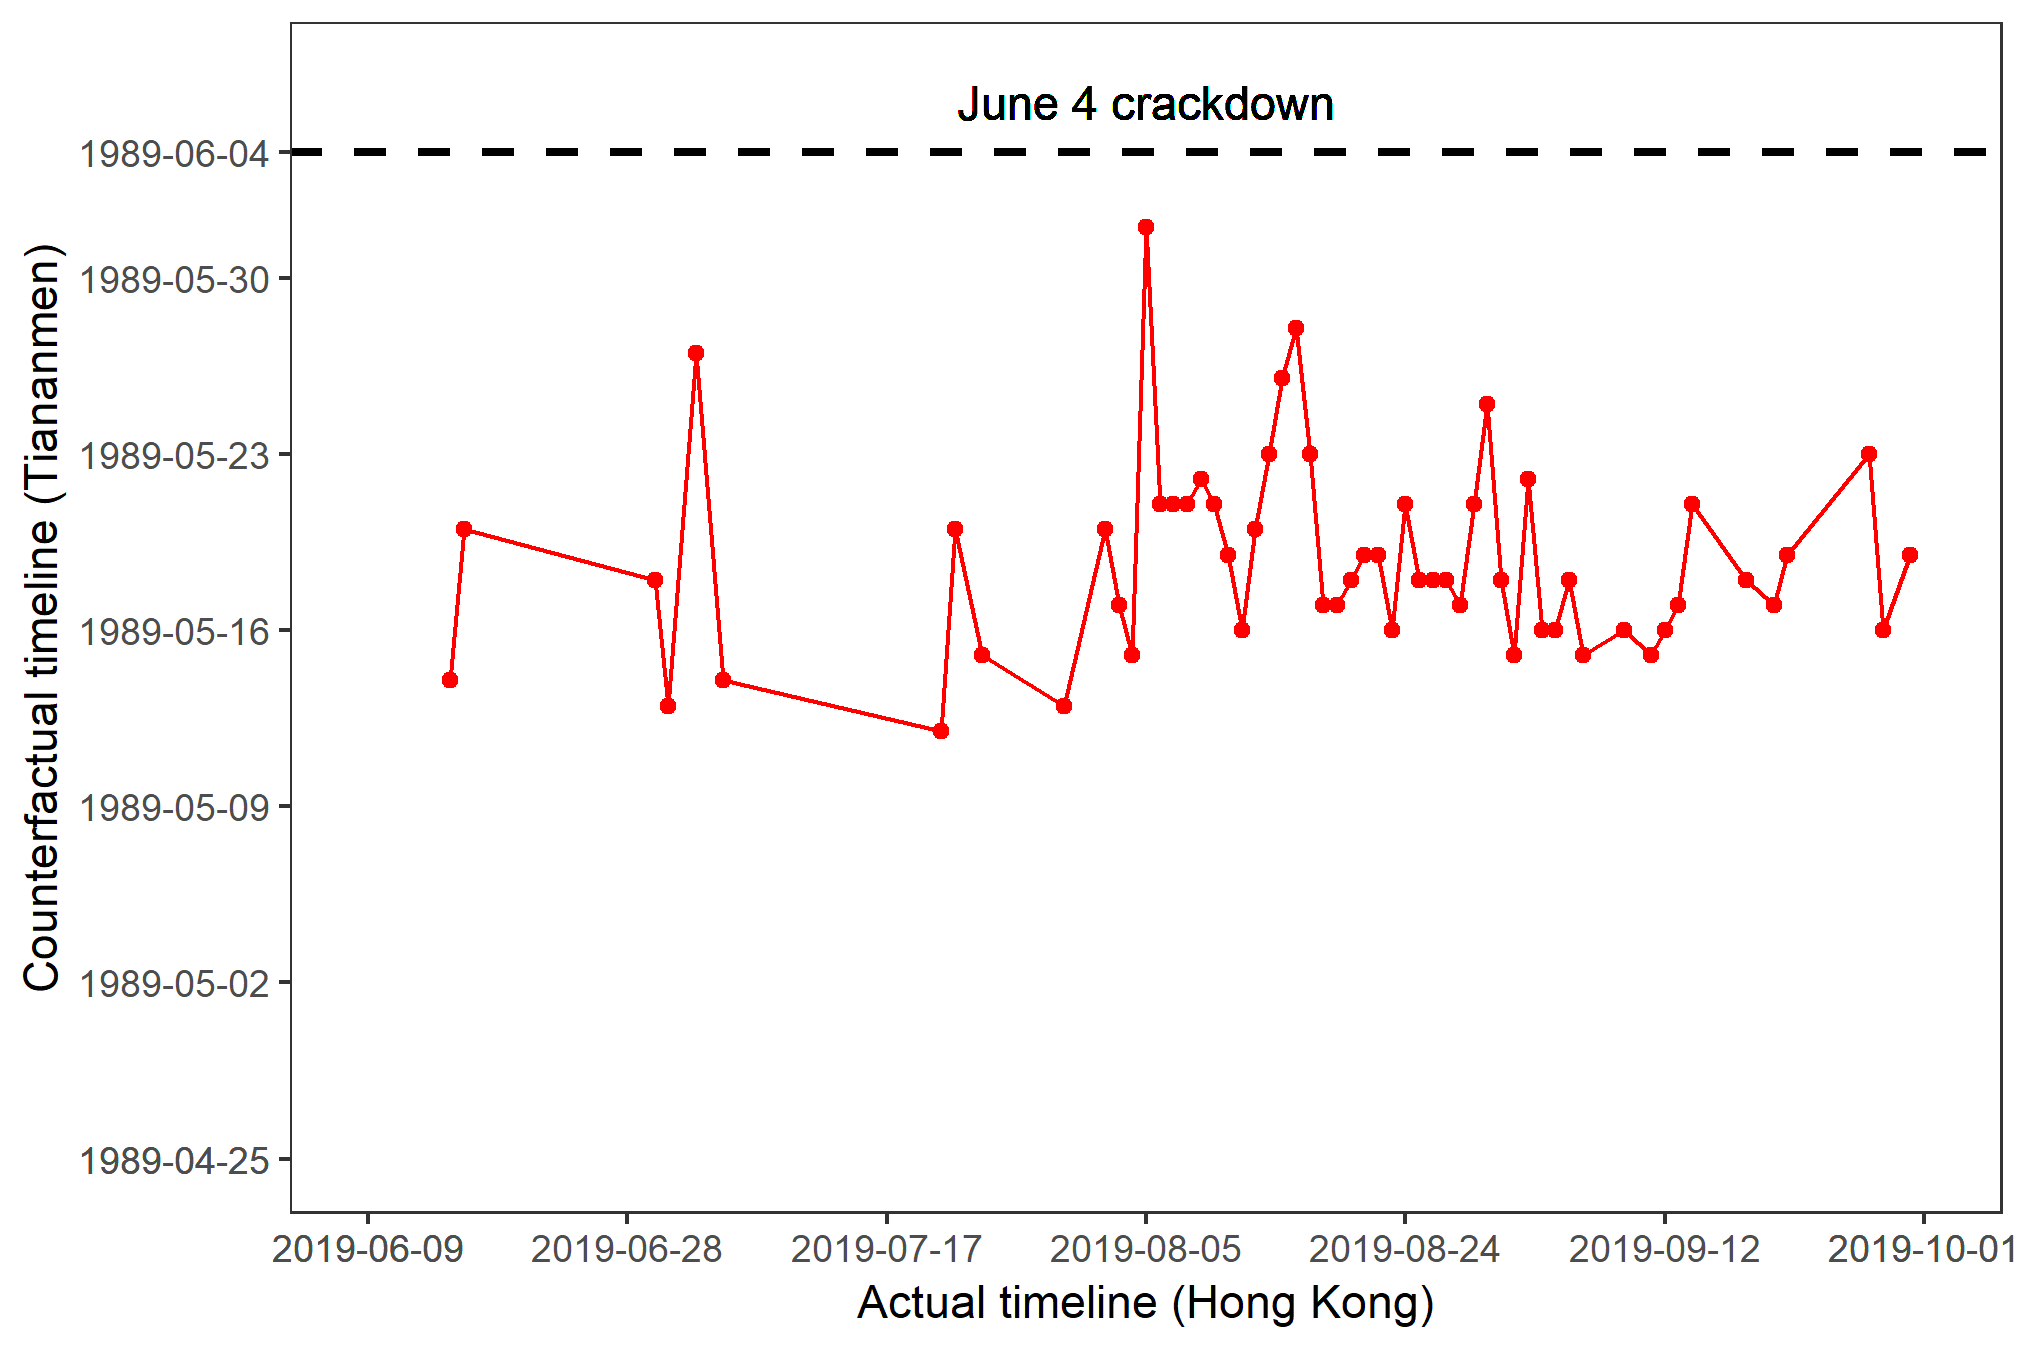 June 4 crackdown
Counterfactual timeline (Tiananmen)
1989-06-04
1989-05-30
1989-05-23
1989-05-16
1989-05-09
1989-05-02
1989-04-25
2019-06-09 2019-06-28 2019-07-17 2019-08-05 2019-08-24 2019-09-12 2019-10-01
Actual timeline (Hong Kong)